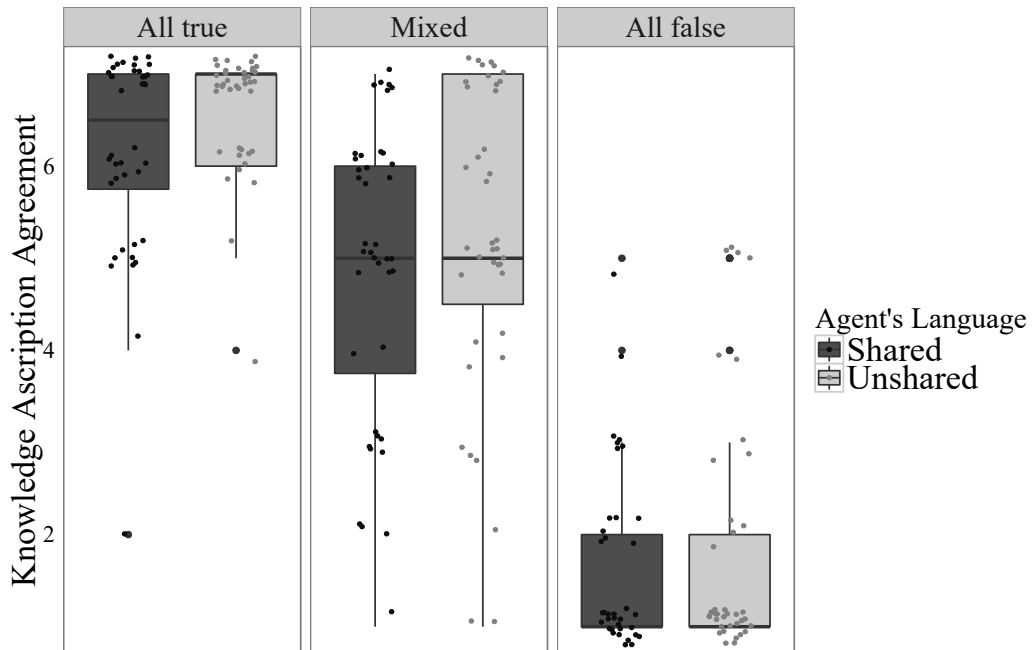 All true
Mixed
All false
Knowledge Ascription Agreement
6
4
2
Agent's Language
Shared
Unshared